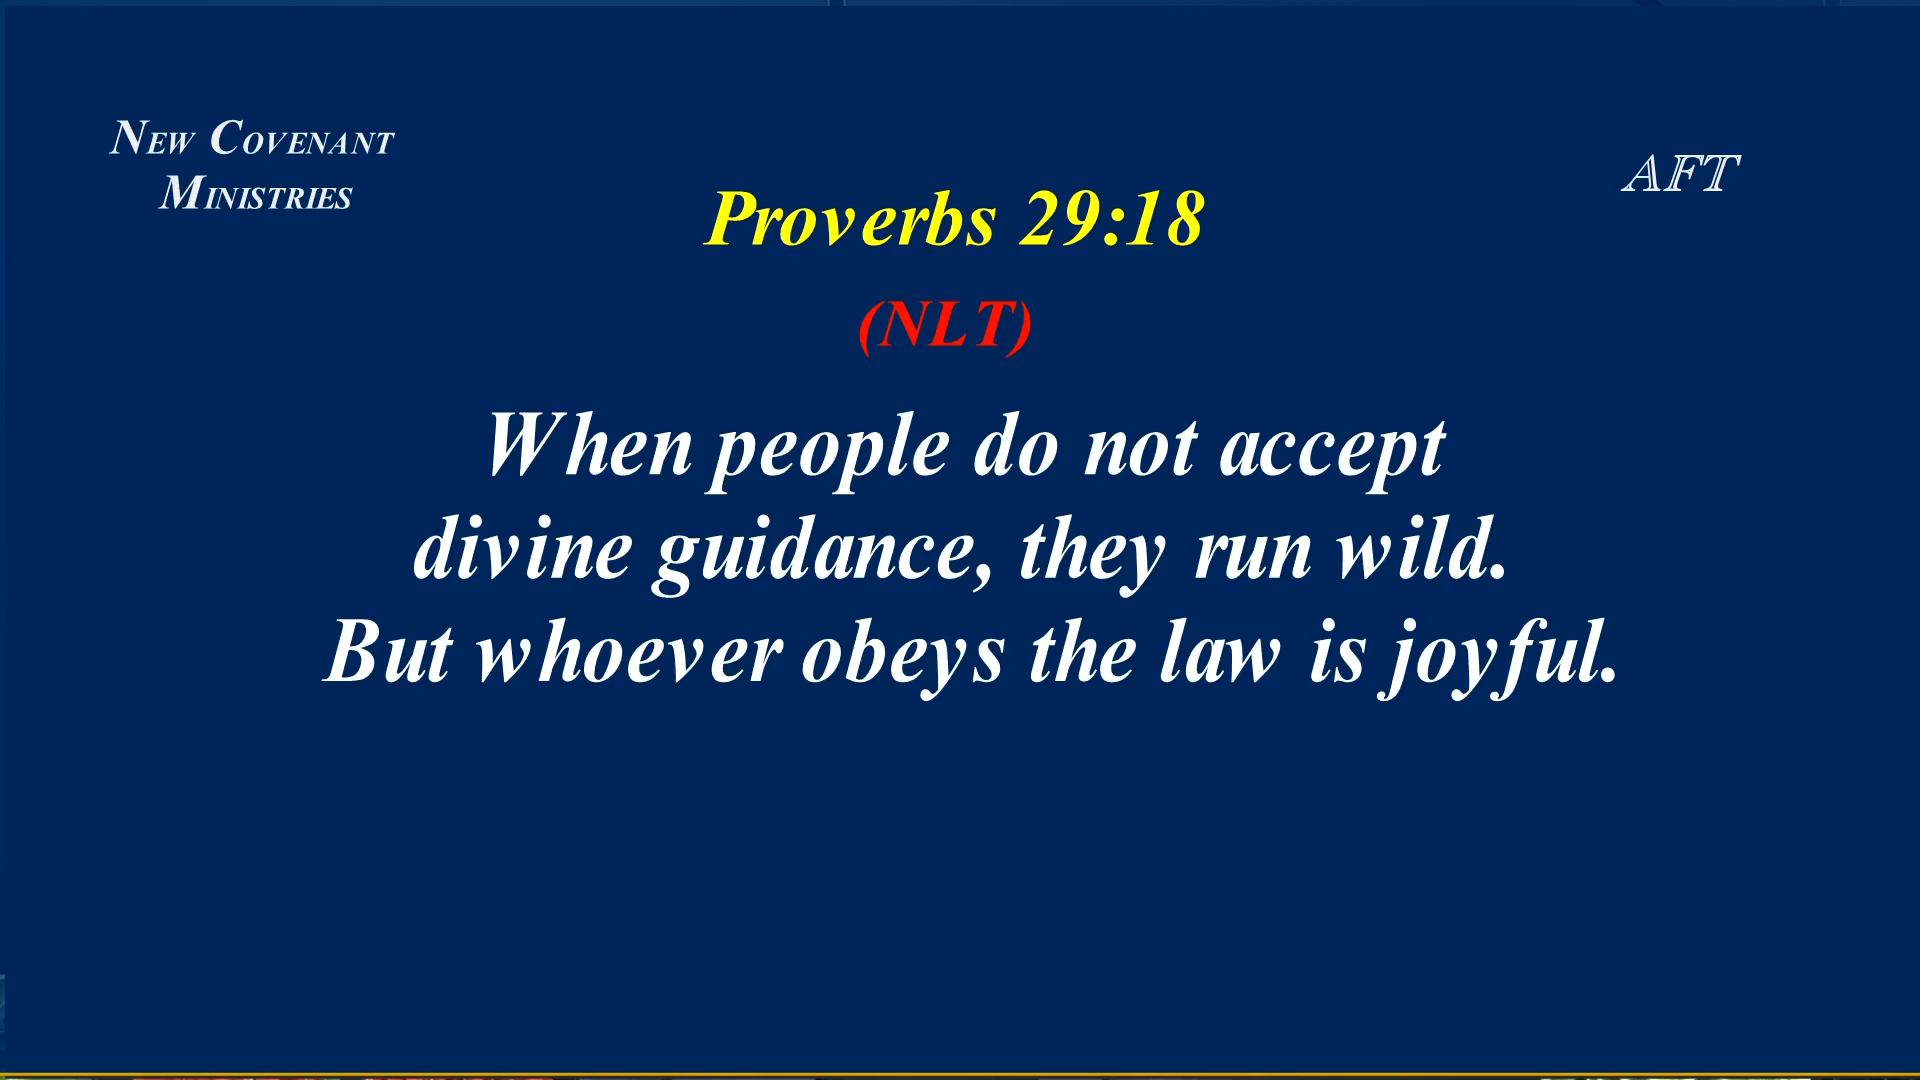 New Covenant
Ministries
AFT
Proverbs 29:18
(NLT)
When people do not accept
divine guidance, they run wild.
But whoever obeys the law is joyful.